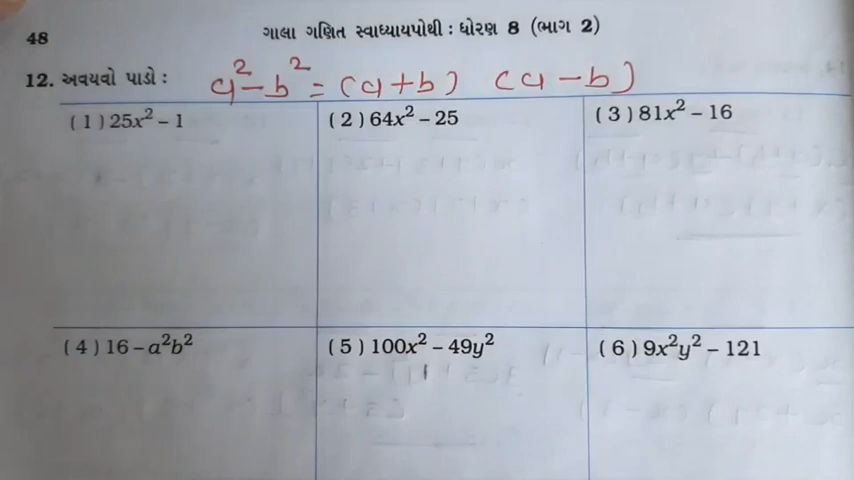 48
ગાલા ગણિત સ્વાધ્યાયપોથી : ધોરણ 8 (ભાગ 2)
12. અવયવો પાડો : a² - b² = (a + b) (a - b)
(1) 25x² - 1
(2) 64x² - 25
(3) 81x² - 16
(4) 16 - a²b²
(5) 100x² - 49y²
(6) 9x²y² - 121